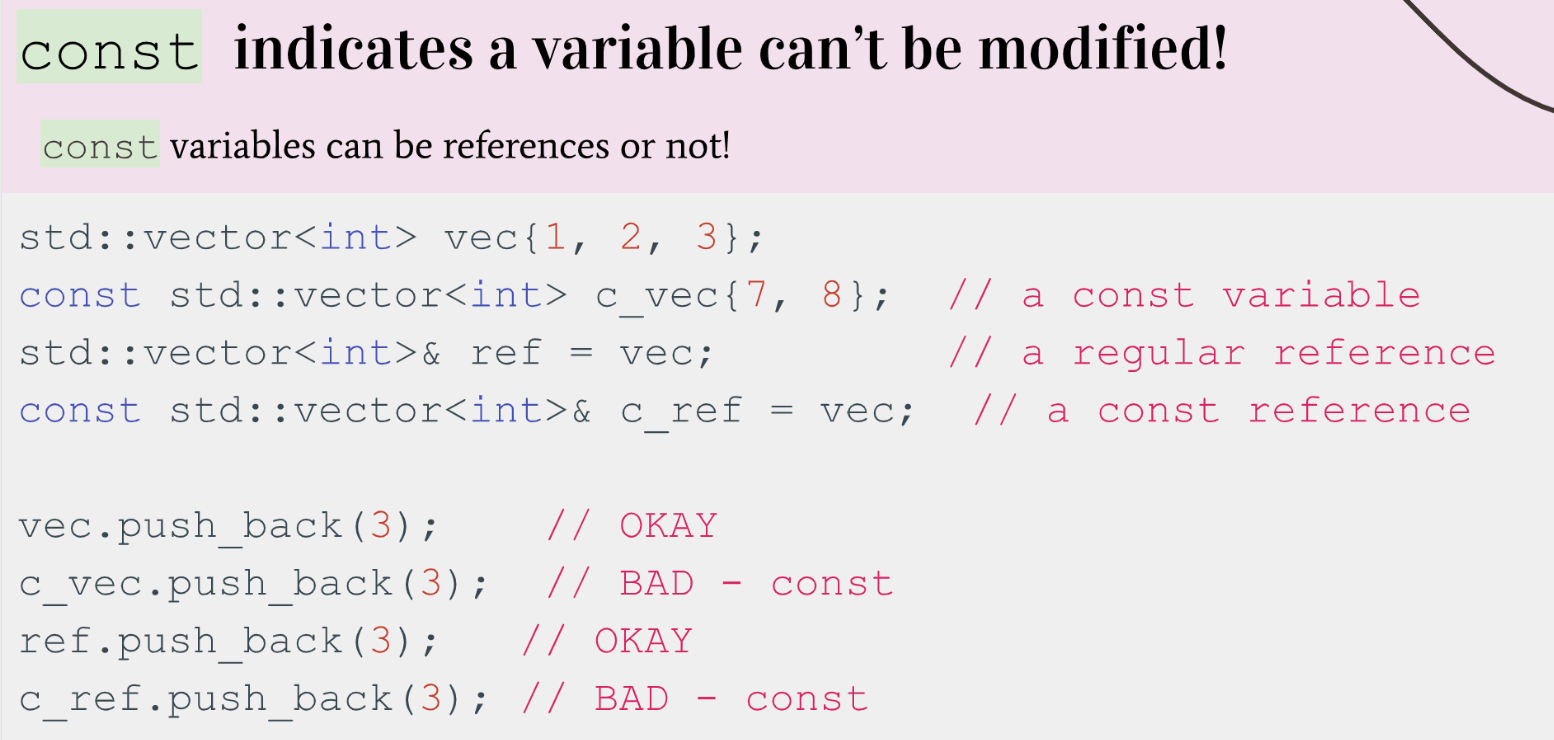 const indicates a variable can’t be modified!
const variables can be references or not!
std::vector<int> vec{1, 2, 3};
const std::vector<int> c_vec{7, 8};  // a const variable
std::vector<int>& ref = vec;         // a regular reference
const std::vector<int>& c_ref = vec;  // a const reference
vec.push_back(3);    // OKAY
c_vec.push_back(3);  // BAD - const
ref.push_back(3);   // OKAY
c_ref.push_back(3); // BAD - const